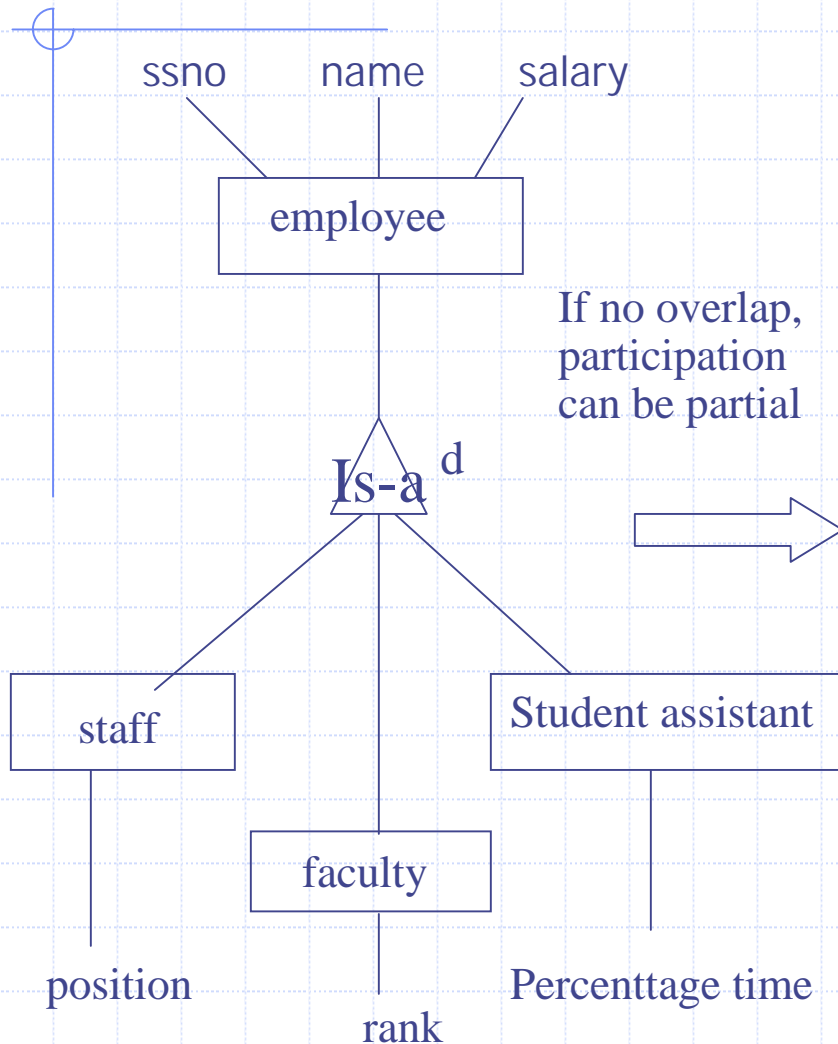 ssno name salary
employee
If no overlap,
participation
can be partial
Is-a d
staff
Student assistant
faculty
position
Percenttage time
rank